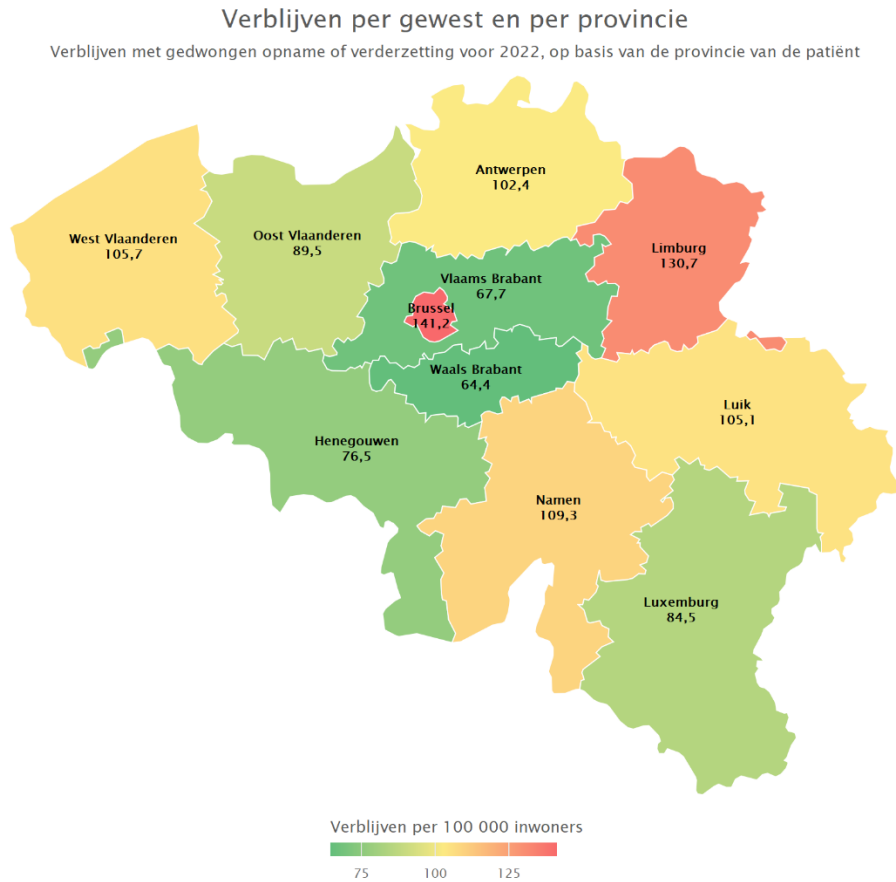 Verblijven per gewest en per provincie
Verblijven met gedwongen opname of verderzetting voor 2022, op basis van de provincie van de patiënt
Antwerpen
102,4
West Vlaanderen
105,7
Oost Vlaanderen
89,5
Limburg
130,7
Vlaams Brabant
67,7
Brussel
141,2
Waals Brabant
64,4
Luik
105,1
Henegouwen
76,5
Namen
109,3
Luxemburg
84,5
Verblijven per 100 000 inwoners
75 100 125